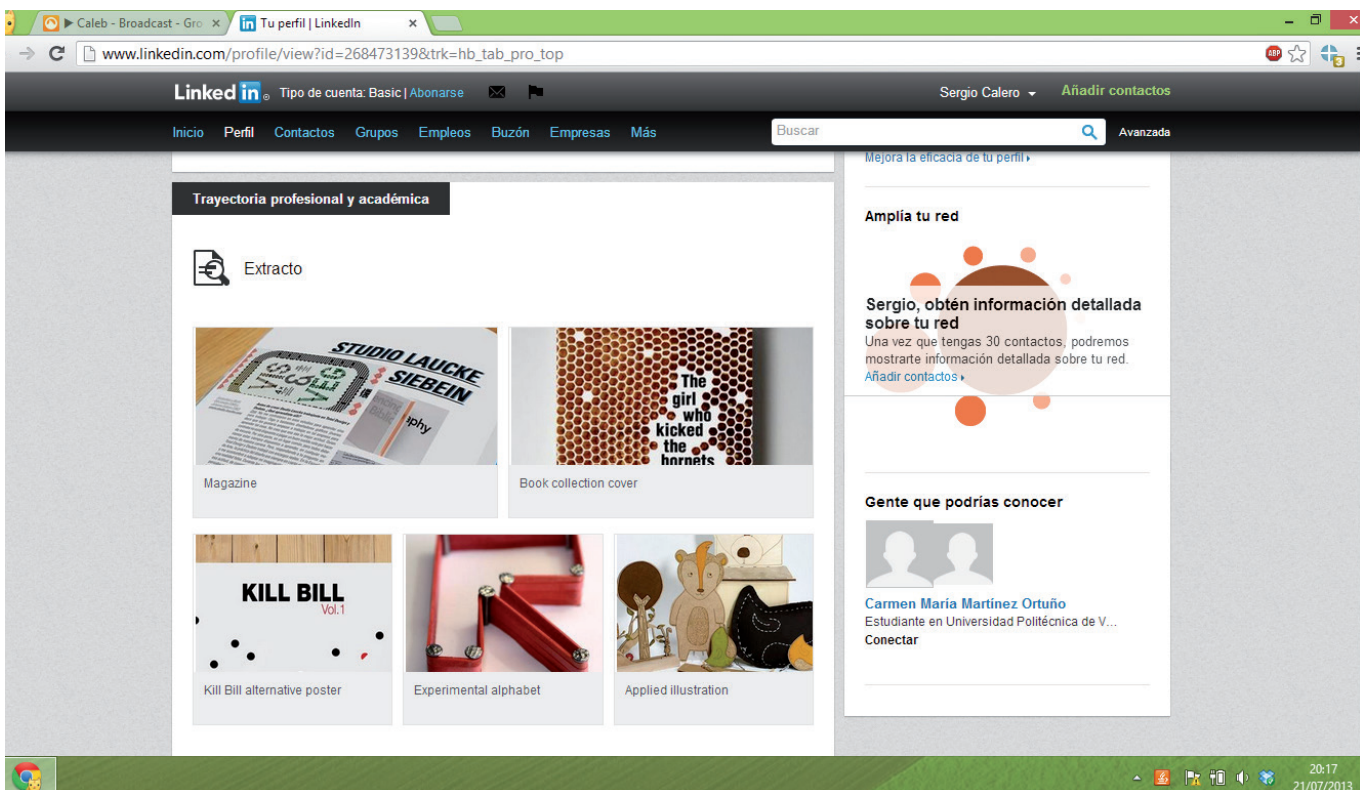 Caleb - Broadcast - Gro
Tu perfil | LinkedIn
www.linkedin.com/profile/view?id=268473139&trk=hb_tab_pro_top
ABP
Linked in ® Tipo de cuenta: Basic | Abonarse
Sergio Calero
Añadir contactos
Inicio Perfil Contactos Grupos Empleos Buzón Empresas Más
Buscar
Avanzada
Trayectoria profesional y académica
Extracto
STUDIO LAUCKE
SIEBEIN
VIS
VES
phy
Magazine
The
girl
who
kicked
the
hornets
Book collection cover
KILL BILL
Vol.1
Kill Bill alternative poster
Experimental alphabet
Applied illustration
Mejora la eficacia de tu perfil
Amplía tu red
Sergio, obtén información detallada
sobre tu red
Una vez que tengas 30 contactos, podremos
mostrarte información detallada sobre tu red.
Añadir contactos
Gente que podrías conocer
Carmen María Martínez Ortuño
Estudiante en Universidad Politécnica de V...
Conectar
20:17
21/07/2013